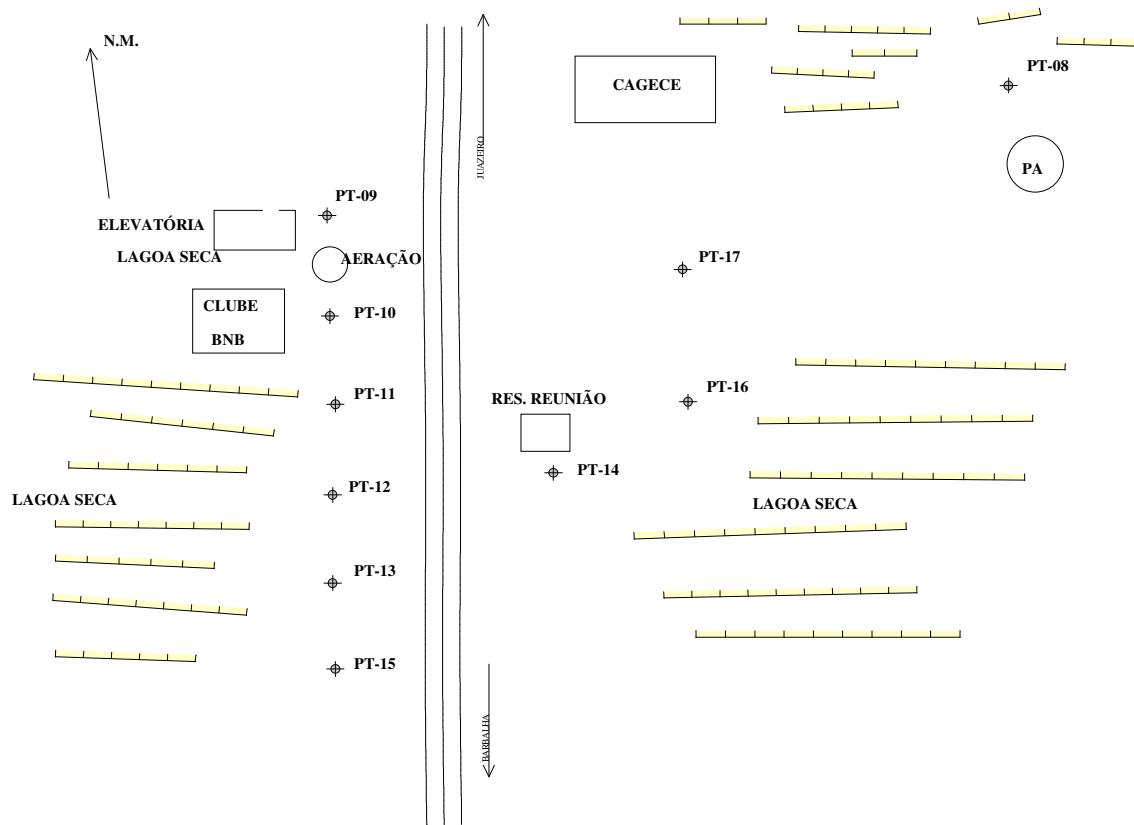 N.M.
JUAZEIRO
CAGECE
PT-08
PA
PT-09
ELEVATÓRIA
LAGOA SECA
AERAÇÃO
PT-17
CLUBE
BNB
PT-10
PT-11
RES. REUNIÃO
PT-16
PT-14
PT-12
LAGOA SECA
LAGOA SECA
PT-13
PT-15
BARBALHA